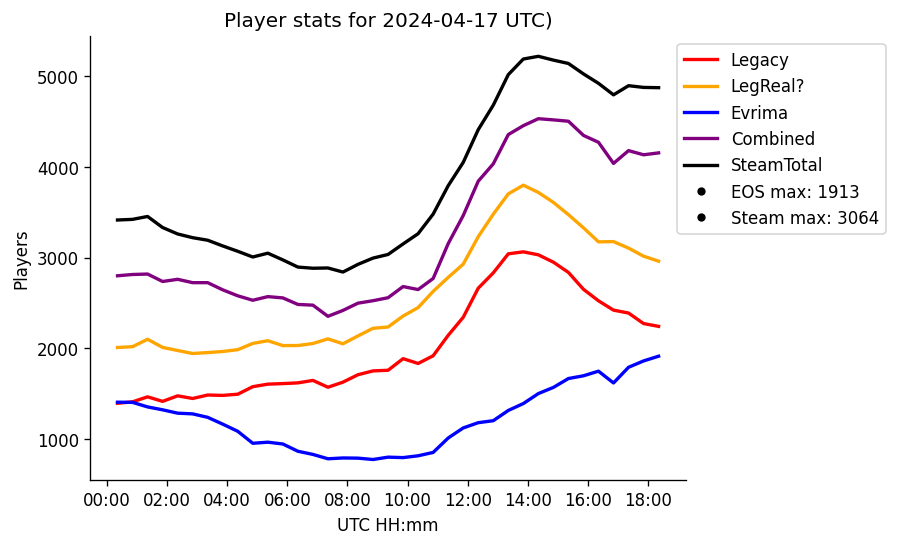 Player stats for 2024-04-17 UTC)
Players
5000
4000
3000
2000
1000
00:00 02:00 04:00 06:00 08:00 10:00 12:00 14:00 16:00 18:00
UTC HH:mm
Legacy
LegReal?
Evrima
Combined
SteamTotal
EOS max: 1913
Steam max: 3064